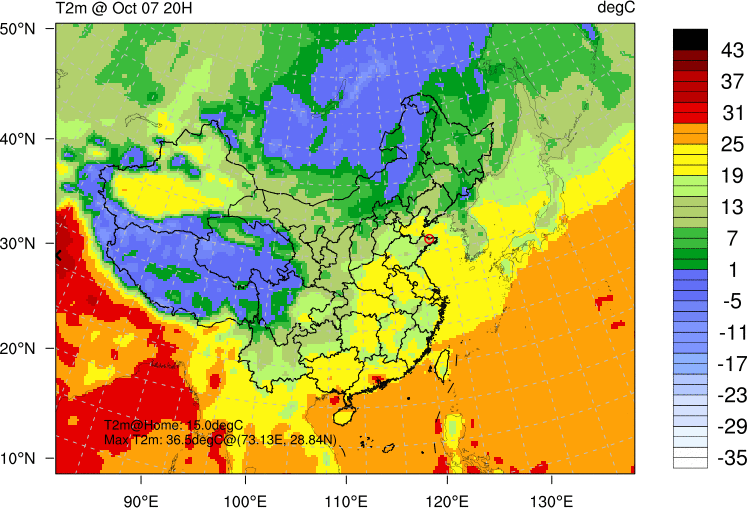 T2m @ Oct 07 20H
degC
50°N
40°N
30°N
20°N
10°N
90°E
100°E
110°E
120°E
130°E
T2m@Home: 15.0degC
Max T2m: 36.5degC@(73.13E, 28.84N)
43
37
31
25
19
13
7
1
-5
-11
-17
-23
-29
-35